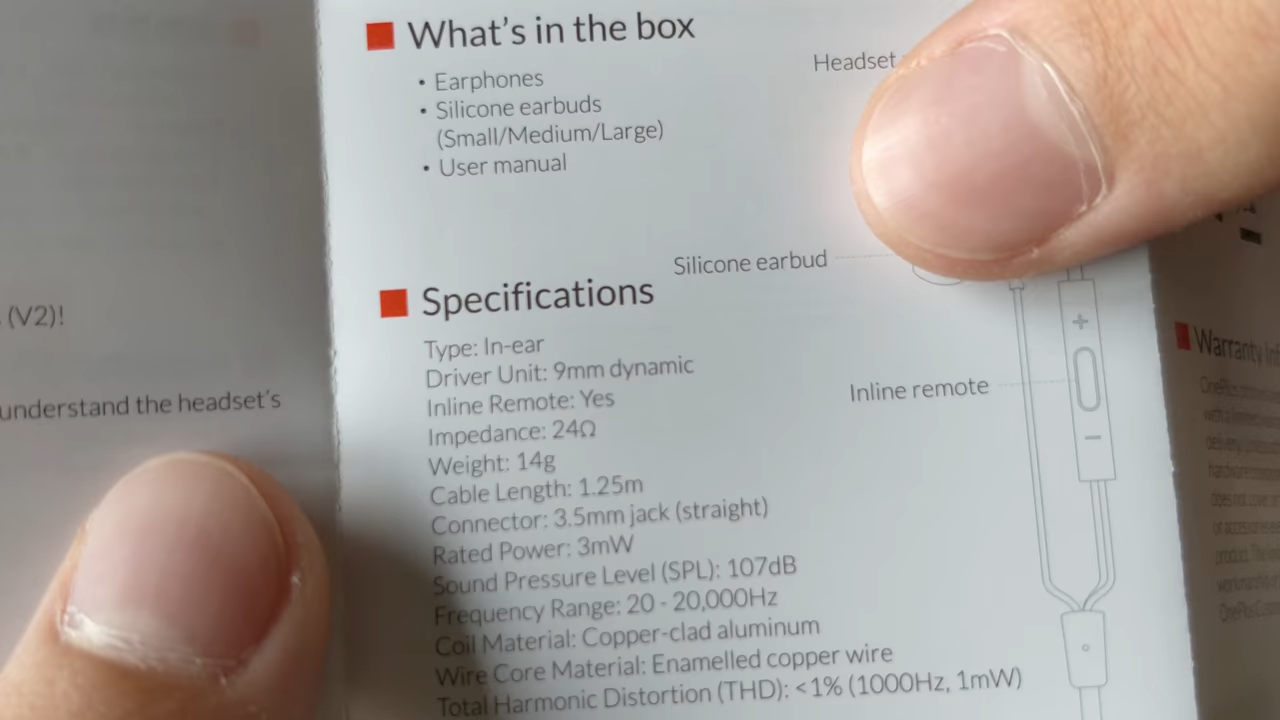 What's in the box
• Earphones
• Silicone earbuds
(Small/Medium/Large)
• User manual
Headset
Silicone earbud
Specifications
Type: In-ear
Driver Unit: 9mm dynamic
Inline Remote: Yes
Impedance: 24Ω
Weight: 14g
Cable Length: 1.25m
Connector: 3.5mm jack (straight)
Rated Power: 3mW
Sound Pressure Level (SPL): 107dB
Frequency Range: 20 - 20,000Hz
Coil Material: Copper-clad aluminum
Wire Core Material: Enamelled copper wire
Total Harmonic Distortion (THD): <1% (1000Hz, 1mW)
+
Inline remote
−
(V2)!
understand the headset's
Warranty